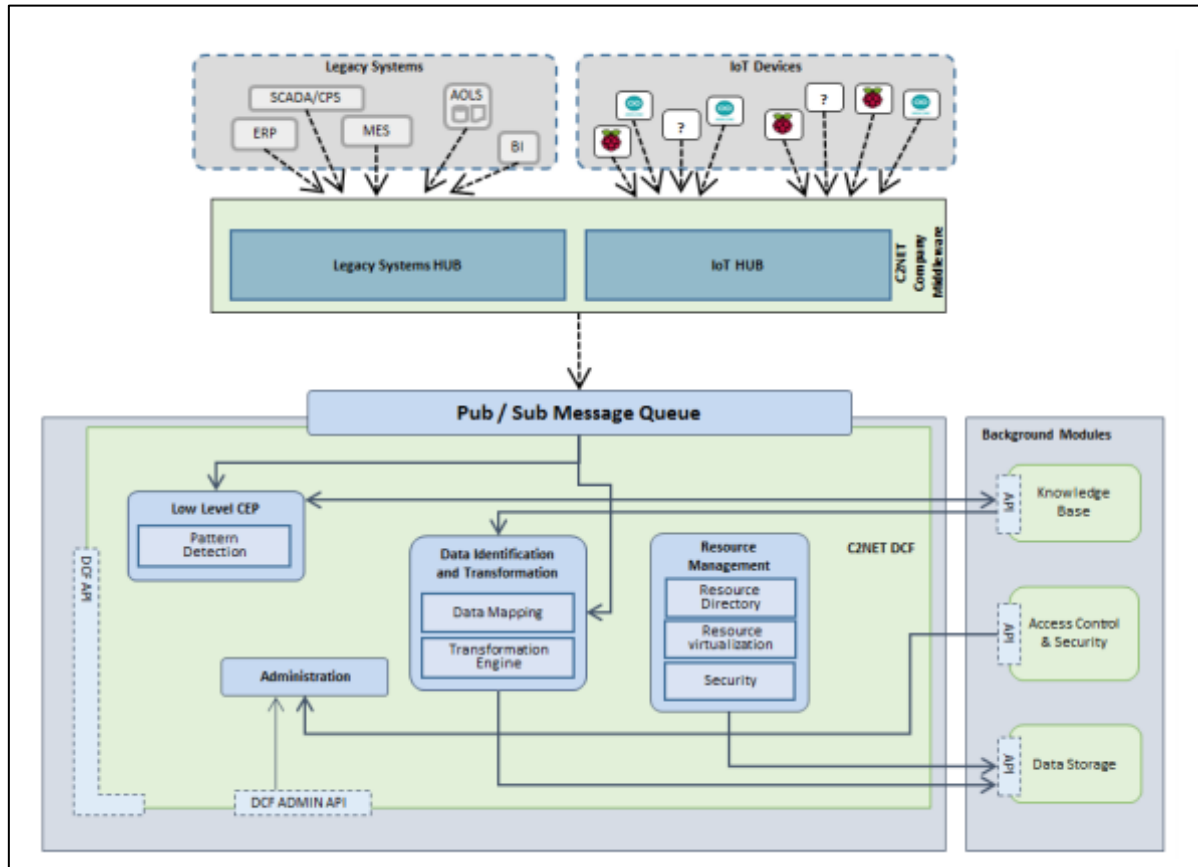 Legacy Systems
IoT Devices
SCADA/CPS
AOLS
ERP
MES
BI
?
?
Legacy Systems HUB
IoT HUB
C2NET
Company
Middleware
Pub / Sub Message Queue
Background Modules
Low Level CEP
Pattern
Detection
API
Knowledge
Base
Data Identification
and Transformation
Data Mapping
Transformation
Engine
Resource
Management
Resource
Directory
Resource
virtualization
Security
C2NET DCF
DCF API
API
Access Control
& Security
Administration
API
Data Storage
DCF ADMIN API